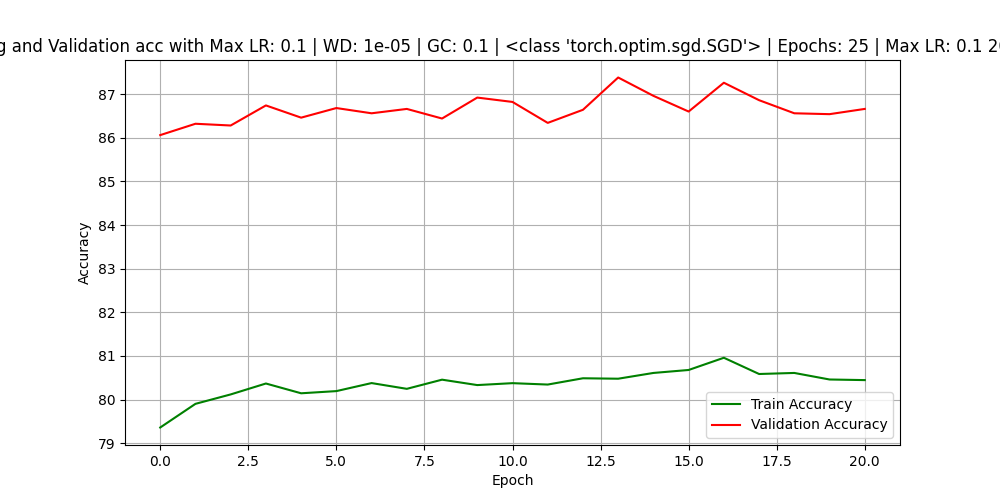 g and Validation acc with Max LR: 0.1 | WD: 1e-05 | GC: 0.1 | <class 'torch.optim.sgd.SGD'> | Epochs: 25 | Max LR: 0.1
87
86
85
84
83
82
81
80
79
Accuracy
Train Accuracy
Validation Accuracy
0.0 2.5 5.0 7.5 10.0 12.5 15.0 17.5 20.0
Epoch